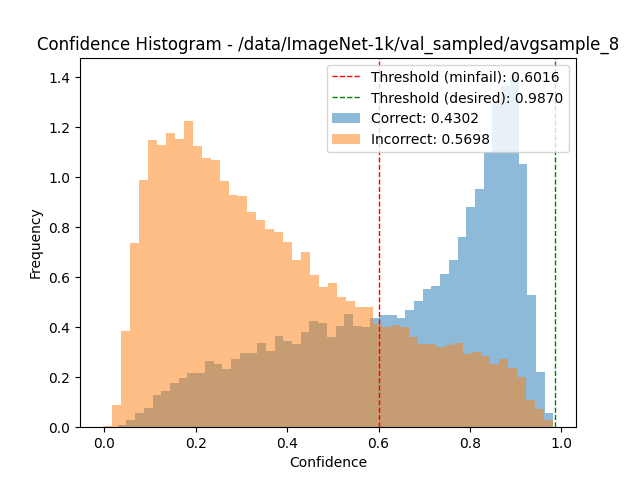 Confidence Histogram - /data/ImageNet-1k/val_sampled/avgsample_8
Threshold (minfail): 0.6016
Threshold (desired): 0.9870
Correct: 0.4302
Incorrect: 0.5698
Frequency
1.4
1.2
1.0
0.8
0.6
0.4
0.2
0.0
0.0 0.2 0.4 0.6 0.8 1.0
Confidence